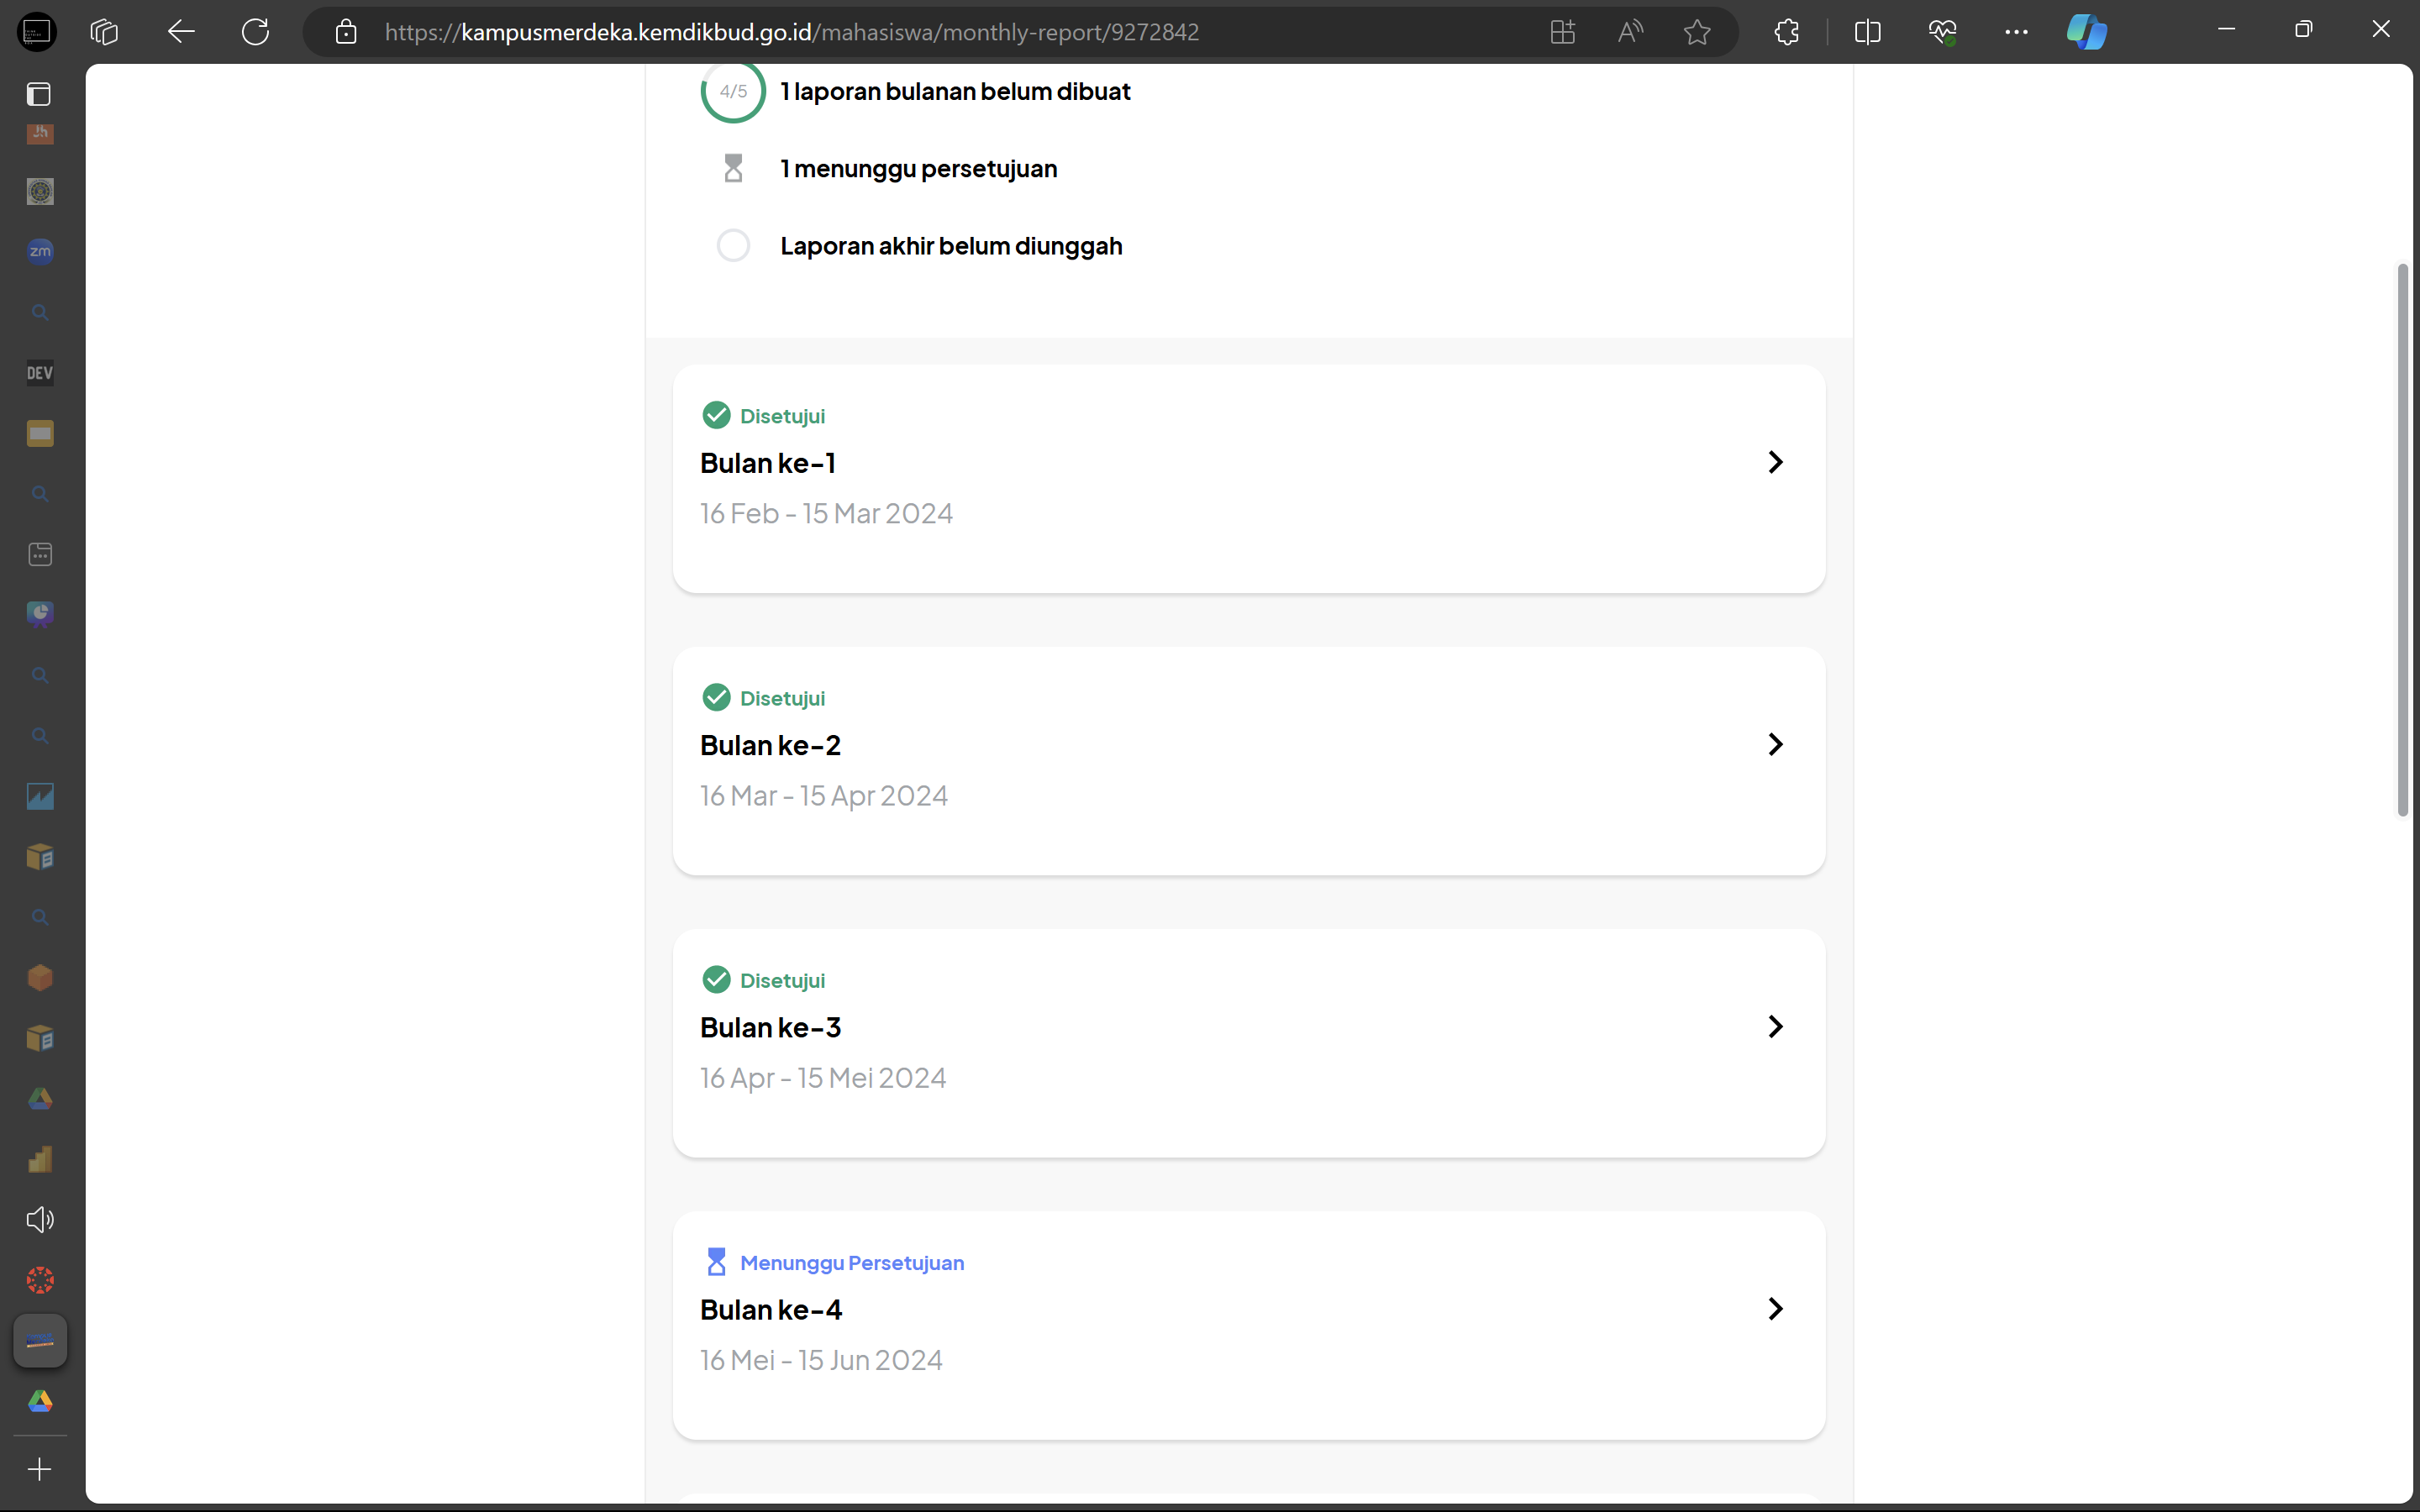 https://kampusmerdeka.kemdikbud.go.id/mahasiswa/monthly-report/9272842
4/5
1 laporan bulanan belum dibuat
1 menunggu persetujuan
Laporan akhir belum diunggah
zm
DEV
Disetujui
Bulan ke-1
16 Feb - 15 Mar 2024
Disetujui
Bulan ke-2
16 Mar - 15 Apr 2024
Disetujui
Bulan ke-3
16 Apr - 15 Mei 2024
Menunggu Persetujuan
Bulan ke-4
16 Mei - 15 Jun 2024